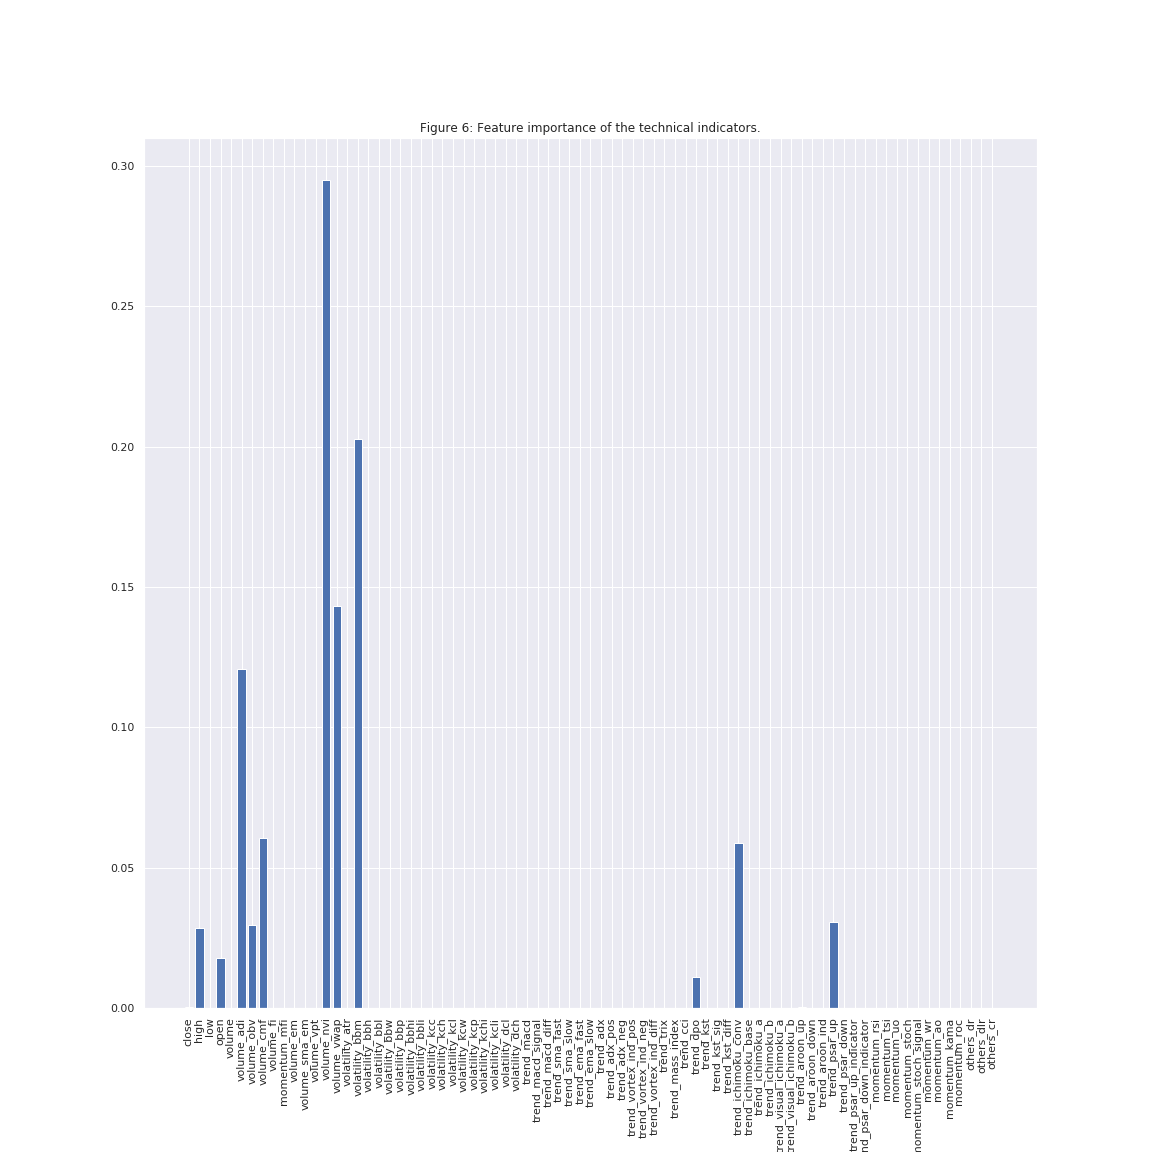 Figure 6: Feature importance of the technical indicators.
0.30
0.25
0.20
0.15
0.10
0.05
0.00
close
high
low
open
volume
volume_adi
volume_obv
volume_cmf
volume_fi
momentum_mfi
volume_em
volume_sma_em
volume_vpt
volume_nvi
volume_vwap
volatility_atr
volatility_bbm
volatility_bbh
volatility_bbl
volatility_bbw
volatility_bbp
volatility_bbhi
volatility_bbli
volatility_kcc
volatility_kch
volatility_kcl
volatility_kcw
volatility_kcp
volatility_kchi
volatility_kcli
volatility_dcl
volatility_dch
trend_macd
trend_macd_signal
trend_macd_diff
trend_sma_fast
trend_sma_slow
trend_ema_fast
trend_ema_slow
trend_adx
trend_adx_pos
trend_adx_neg
trend_vortex_ind_pos
trend_vortex_ind_neg
trend_vortex_ind_diff
trend_trix
trend_mass_index
trend_cci
trend_dpo
trend_kst
trend_kst_sig
trend_kst_diff
trend_ichimoku_conv
trend_ichimoku_base
trend_ichimoku_a
trend_ichimoku_b
trend_visual_ichimoku_a
trend_visual_ichimoku_b
trend_aroon_up
trend_aroon_down
trend_aroon_ind
trend_psar_up
trend_psar_down
trend_psar_up_indicator
nd_psar_down_indicator
momentum_rsi
momentum_tsi
momentum_uo
momentum_stoch
momentum_stoch_signal
momentum_wr
momentum_ao
momentum_kama
momentum_roc
others_dr
others_dlr
others_cr